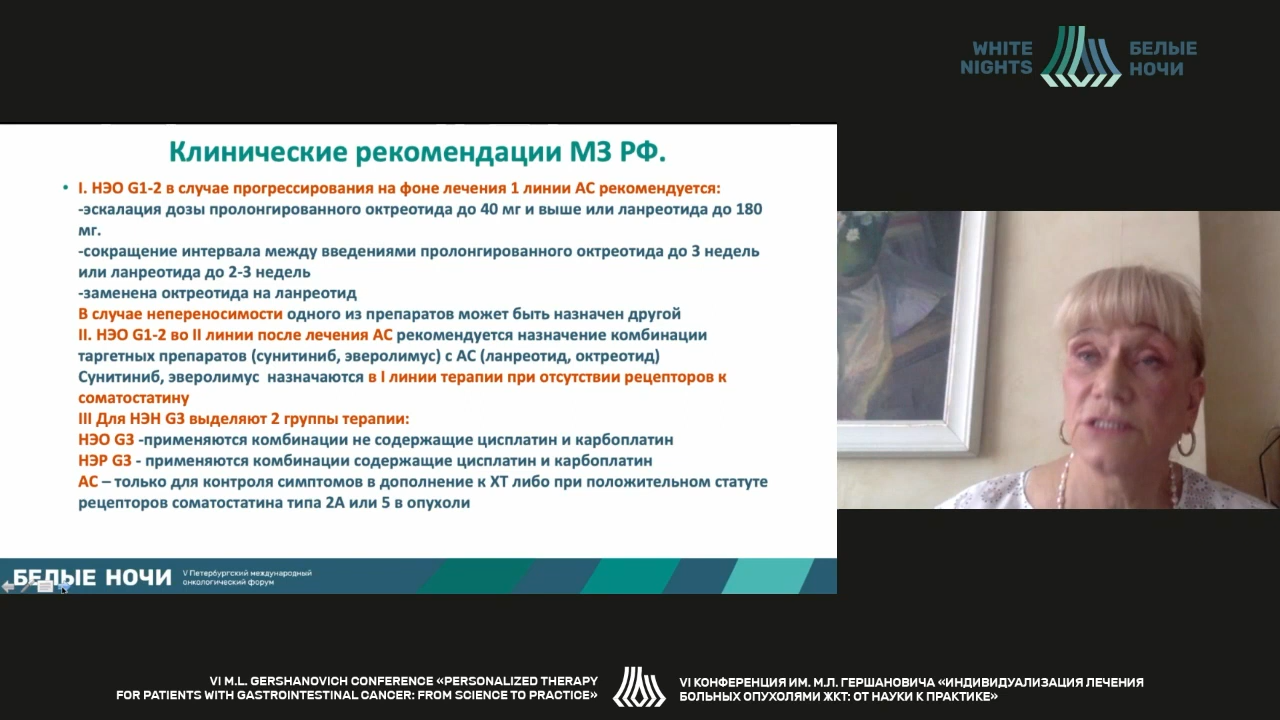 WHITE
NIGHTS
БЕЛЫЕ
НОЧИ
Клинические рекомендации МЗ РФ.
• I. НЭО G1-2 в случае прогрессирования на фоне лечения 1 линии АС рекомендуется:
-эскалация дозы пролонгированного октреотида до 40 мг и выше или ланреотида до 180
мг.
-сокращение интервала между введениями пролонгированного октреотида до 3 недель
или ланреотида до 2-3 недель
-заменена октреотида на ланреотид
В случае непереносимости одного из препаратов может быть назначен другой
II. НЭО G1-2 во II линии после лечения АС рекомендуется назначение комбинации
таргетных препаратов (сунитиниб, эверолимус) с АС (ланреотид, октреотид)
Сунитиниб, эверолимус назначаются в I линии терапии при отсутствии рецепторов к
соматостатину
III Для НЭН G3 выделяют 2 группы терапии:
НЭО G3 -применяются комбинации не содержащие цисплатин и карбоплатин
НЭР G3 - применяются комбинации содержащие цисплатин и карбоплатин
АС – только для контроля симптомов в дополнение к ХТ либо при положительном статуте
рецепторов соматостатина типа 2А или 5 в опухоли
БЕЛЫЕ НОЧИ
V Петербургский международный
онкологический форум
VI M.L. GERSHANOVICH CONFERENCE «PERSONALIZED THERAPY
FOR PATIENTS WITH GASTROINTESTINAL CANCER: FROM SCIENCE TO PRACTICE»
VI КОНФЕРЕНЦИЯ ИМ. М.Л. ГЕРШАНОВИЧА «ИНДИВИДУАЛИЗАЦИЯ ЛЕЧЕНИЯ
БОЛЬНЫХ ОПУХОЛЯМИ ЖКТ: ОТ НАУКИ К ПРАКТИКЕ»